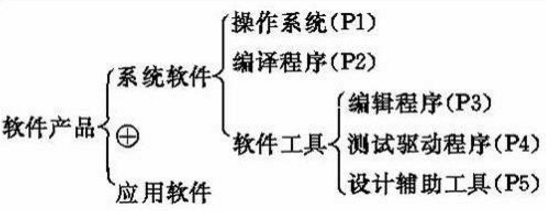 操作系统(P1)
系统软件
编译程序(P2)
编辑程序(P3)
软件产品
⊕
软件工具
测试驱动程序(P4)
设计辅助工具(P5)
应用软件